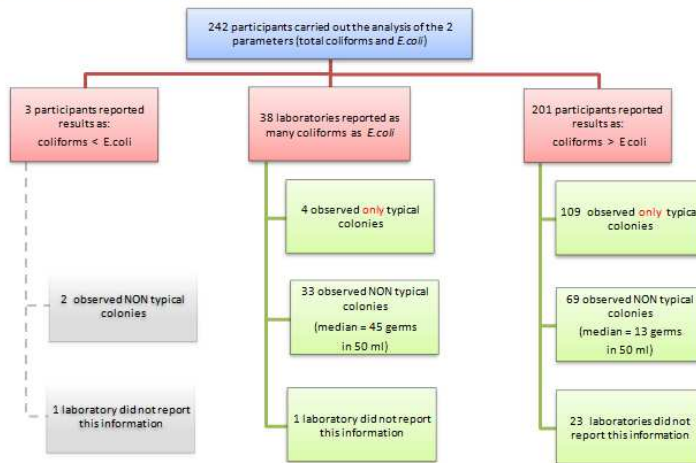 242 participants carried out the analysis of the 2
parameters (total coliforms and E.coli)
3 participants reported
results as:
coliforms < E.coli
38 laboratories reported as
many coliforms as E.coli
201 participants reported
results as:
coliforms > E coli
4 observed only typical
colonies
109 observed only typical
colonies
2 observed NON typical
colonies
33 observed NON typical
colonies
(median = 45 germs
in 50 ml)
69 observed NON typical
colonies
(median = 13 germs
in 50 ml)
1 laboratory did not report
this information
1 laboratory did not report
this information
23 laboratories did not
report this information